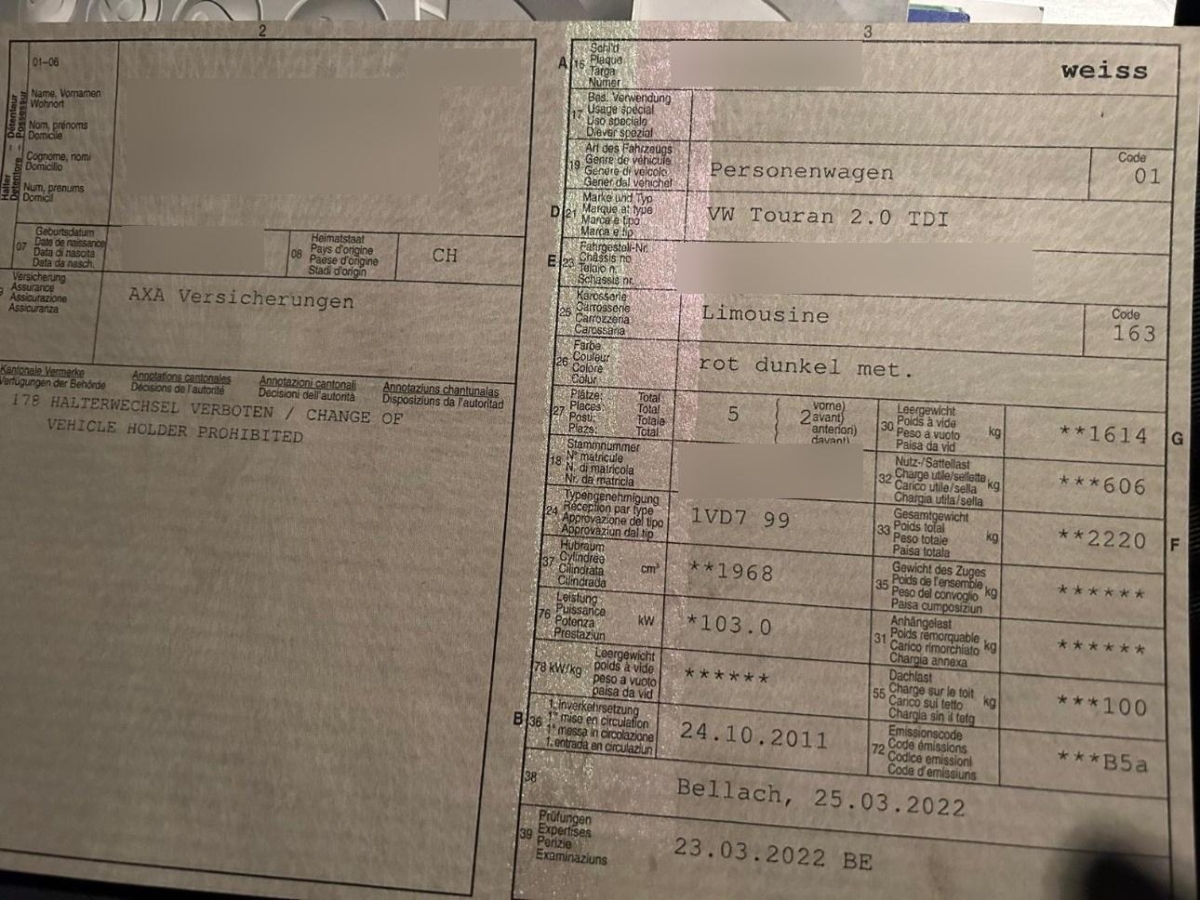 2
01-06
Halter - Détenteur
Detentore - Possessur
Name, Vornamen
Wohnort
Nom, prénoms
Domicile
Cognome, nomi
Domicilio
Num, prenums
Domicil
07
Geburtsdatum
Date de naissance
Data di nascita
Data da nasch.
08
Heimatstaat
Pays d'origine
Paese d'origine
Stadi d'origin
CH
9
Versicherung
Assurance
Assicurazione
Assicuranza
AXA Versicherungen
Kantonale Vermerke
Verfügungen der Behörde
Annotations cantonales
Décisions de l'autorité
Annotazioni cantonali
Decisioni dell'autorità
Annotaziuns chantunalas
Disposiziuns da l'autoritad
178 HALTERWECHSEL VERBOTEN / CHANGE OF
VEHICLE HOLDER PROHIBITED
3
A
15
Schild
Plaque
Targa
Numer
weiss
17
Bes. Verwendung
Usage spécial
Uso speciale
Diever spezial
19
Art des Fahrzeugs
Genre de véhicule
Genere di veicolo
Gener dal vehichel
Personenwagen
Code
01
D
21
Marke und Typ
Marque et type
Marca e tipo
Marca e tip
VW Touran 2.0 TDI
E
23
Fahrgestell-Nr.
Châssis no
Telaio n.
Schassis nr.
25
Karosserie
Carrosserie
Carrozzeria
Carossaria
Limousine
Code
163
26
Farbe
Couleur
Colore
Colur
rot dunkel met.
27
Plätze: Total
Places: Total
Posti: Totale
Plazs: Total
5
2
vorne)
avant)
anteriori)
davant)
30
Leergewicht
Poids à vide
Peso a vuoto
Paisa da vid
kg
**1614
G
18
Stammnummer
N° matricule
N. di matricola
Nr. da matricla
32
Nutz-/Sattellast
Charge utile/sellette
Carico utile/sella
Chargia utila/sella
kg
***606
24
Typengenehmigung
Réception par type
Approvazione del tipo
Approvaziun dal tip
1VD7 99
33
Gesamtgewicht
Poids total
Peso totale
Paisa totala
kg
**2220
F
37
Hubraum
Cylindrée
Cilindrata
Cilindrada
cm³
**1968
35
Gewicht des Zuges
Poids de l'ensemble
Peso del convoglio
Paisa cumposiziun
kg
******
76
Leistung
Puissance
Potenza
Prestaziun
kW
*103.0
31
Anhängelast
Poids remorquable
Carico rimorchiato
Chargia annexa
kg
******
78 kW/kg
Leergewicht
poids à vide
peso a vuoto
paisa da vid
******
55
Dachlast
Charge sur le toit
Carico sul tetto
Chargia sin il tetg
kg
***100
B
36
1. Inverkehrsetzung
1re mise en circulation
1a messa in circolazione
1. entrada en circulaziun
24.10.2011
72
Emissionscode
Code émissions
Codice emissioni
Code d'emissiuns
***B5a
38
Bellach, 25.03.2022
39
Prüfungen
Expertises
Perizie
Examinaziuns
23.03.2022 BE